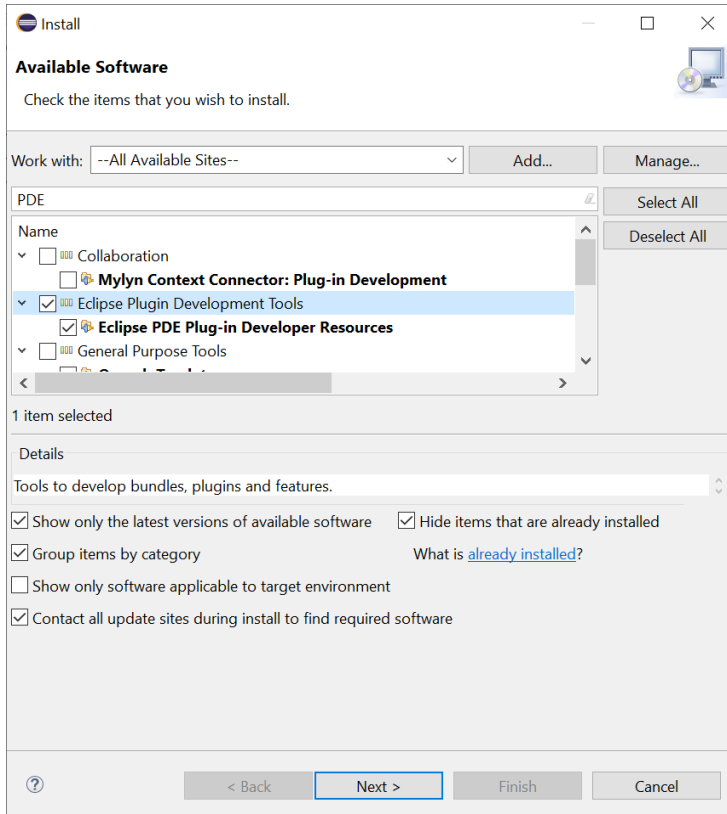 Install
Available Software
Check the items that you wish to install.
Work with: --All Available Sites-- Add... Manage...
PDE Select All
Deselect All
Name
Collaboration
Mylyn Context Connector: Plug-in Development
Eclipse Plugin Development Tools
Eclipse PDE Plug-in Developer Resources
General Purpose Tools
1 item selected
Details
Tools to develop bundles, plugins and features.
Show only the latest versions of available software Hide items that are already installed
Group items by category What is already installed?
Show only software applicable to target environment
Contact all update sites during install to find required software
? < Back Next > Finish Cancel